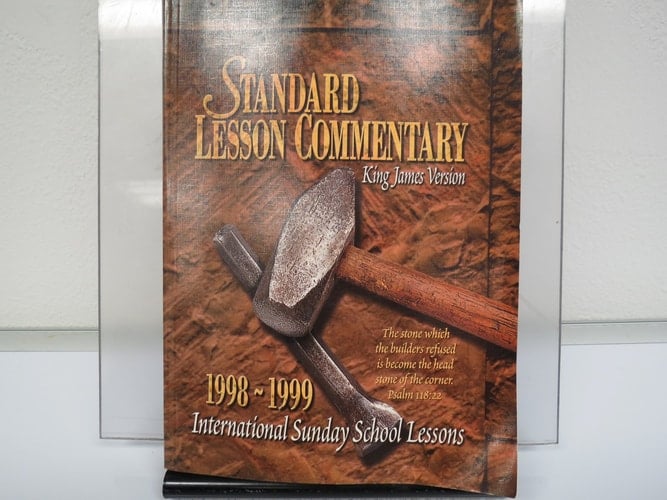 STANDARD
LESSON COMMENTARY
King James Version
The stone which
the builders refused
is become the head
stone of the corner.
Psalm 118:22
1998 ~ 1999
International Sunday School Lessons